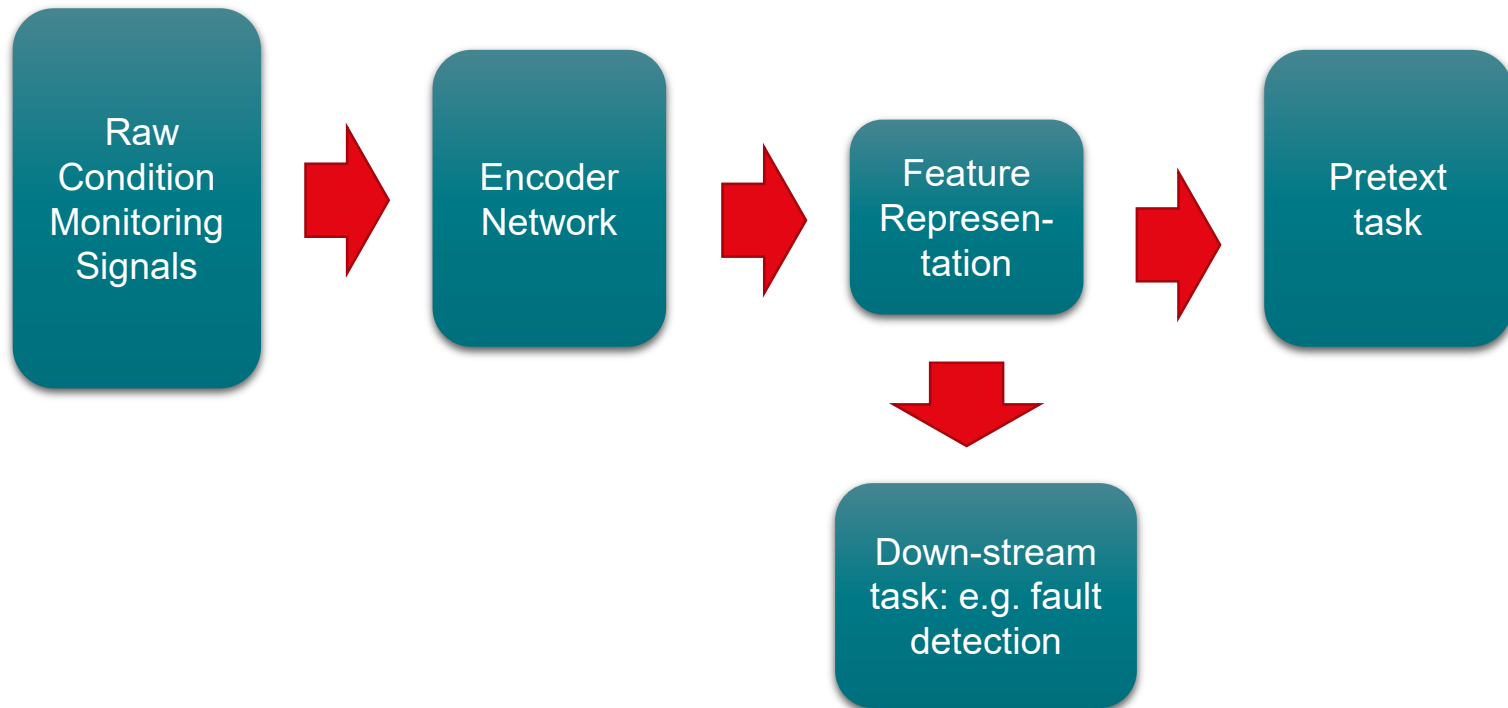 Raw
Condition
Monitoring
Signals
Encoder
Network
Feature
Represen-
tation
Pretext
task
Down-stream
task: e.g. fault
detection